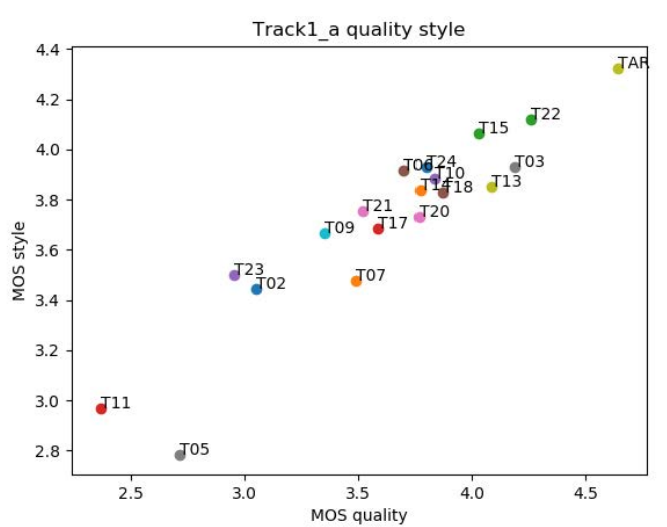 Track1_a quality style
4.4
TAR
4.2
T22
T15
4.0
T06
T24
T03
T10
T14
T18
T13
3.8
T21
T20
T17
T09
3.6
T23
T02
T07
3.4
3.2
3.0
T11
2.8
T05
MOS style
2.5 3.0 3.5 4.0 4.5
MOS quality